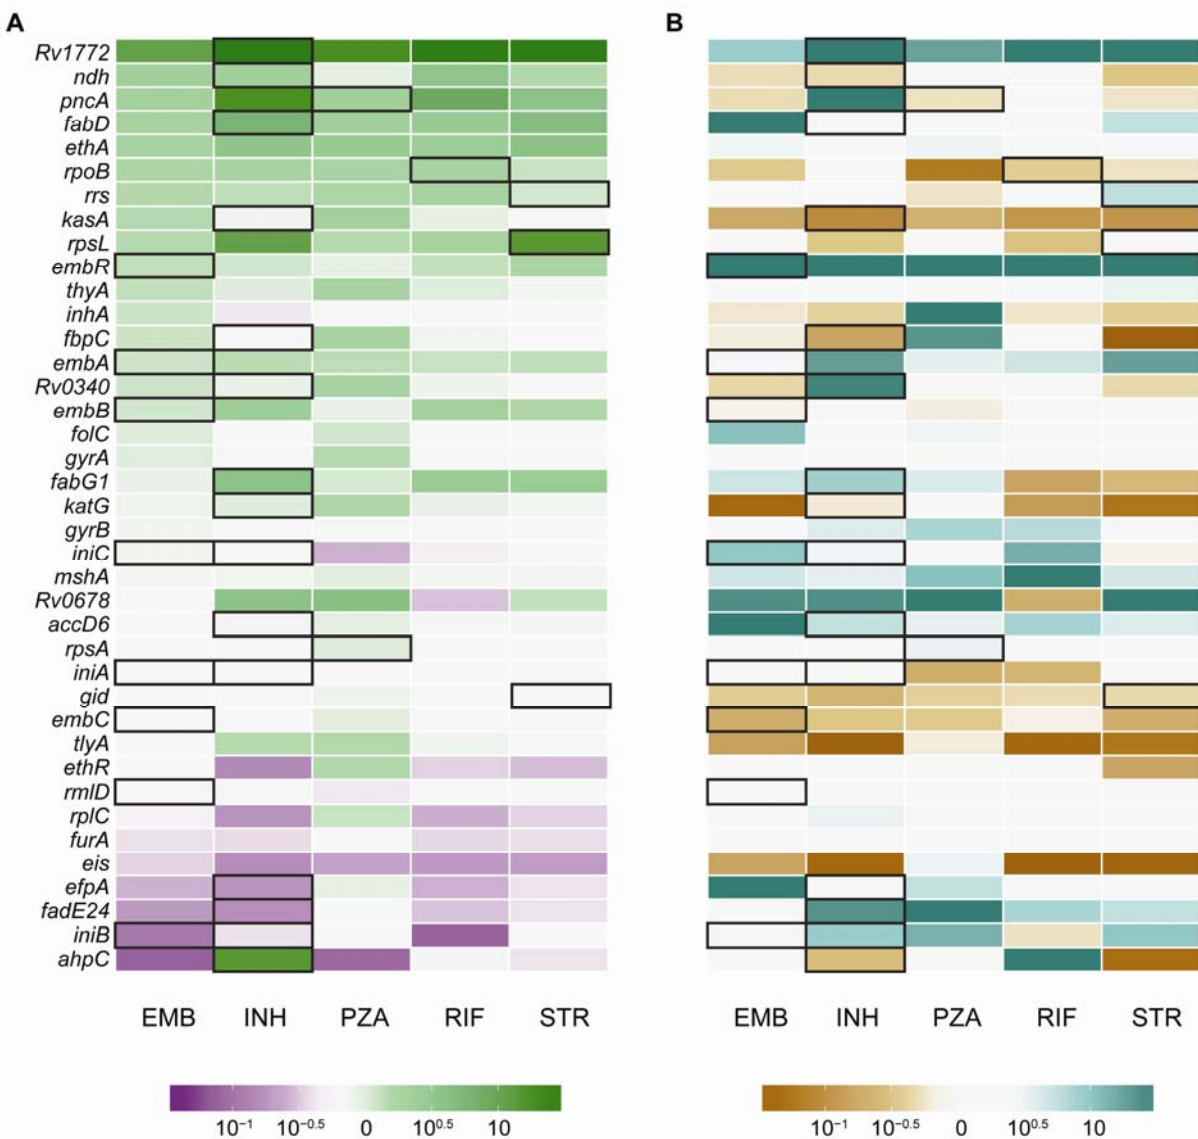 A B
Rv1772
ndh
pncA
fabD
ethA
rpoB
rrs
kasA
rpsL
embR
thyA
inhA
fbpC
embA
Rv0340
embB
folC
gyrA
fabG1
katG
gyrB
iniC
mshA
Rv0678
accD6
rpsA
iniA
gid
embC
tlyA
ethR
rmlD
rplC
furA
eis
efpA
fadE24
iniB
ahpC
EMB INH PZA RIF STR EMB INH PZA RIF STR
10⁻¹ 10⁻⁰·⁵ 0 10⁰·⁵ 10 10⁻¹ 10⁻⁰·⁵ 0 10⁰·⁵ 10